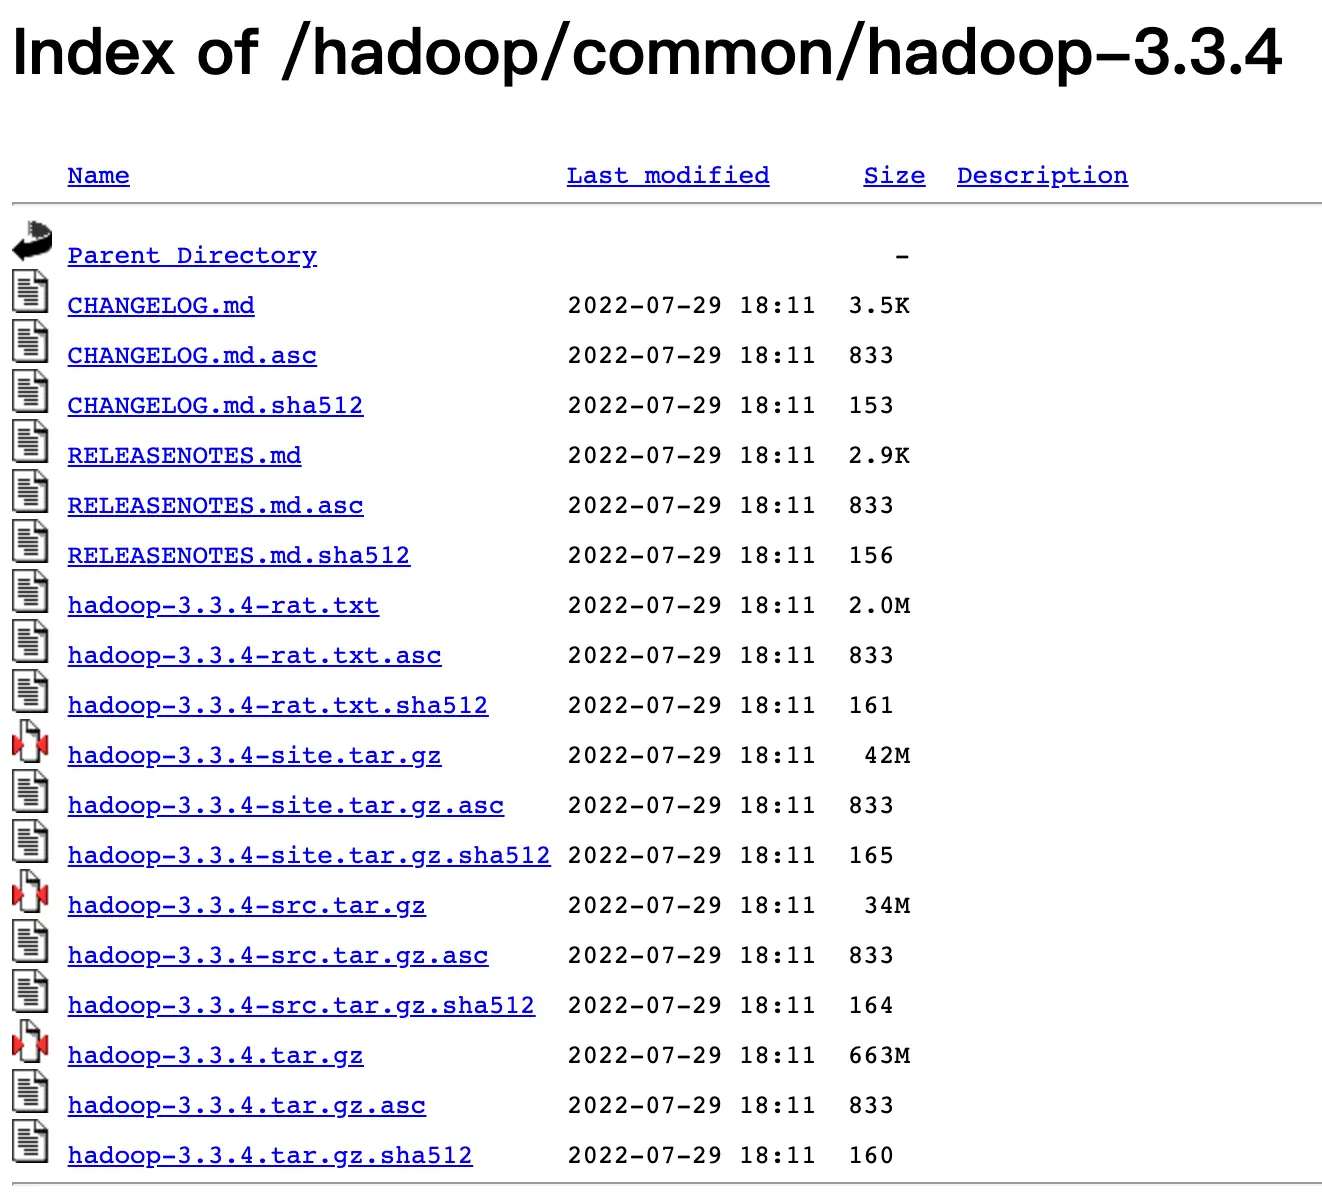 Index of /hadoop/common/hadoop-3.3.4
Name Last modified Size Description
Parent Directory -
CHANGELOG.md 2022-07-29 18:11 3.5K
CHANGELOG.md.asc 2022-07-29 18:11 833
CHANGELOG.md.sha512 2022-07-29 18:11 153
RELEASENOTES.md 2022-07-29 18:11 2.9K
RELEASENOTES.md.asc 2022-07-29 18:11 833
RELEASENOTES.md.sha512 2022-07-29 18:11 156
hadoop-3.3.4-rat.txt 2022-07-29 18:11 2.0M
hadoop-3.3.4-rat.txt.asc 2022-07-29 18:11 833
hadoop-3.3.4-rat.txt.sha512 2022-07-29 18:11 161
hadoop-3.3.4-site.tar.gz 2022-07-29 18:11 42M
hadoop-3.3.4-site.tar.gz.asc 2022-07-29 18:11 833
hadoop-3.3.4-site.tar.gz.sha512 2022-07-29 18:11 165
hadoop-3.3.4-src.tar.gz 2022-07-29 18:11 34M
hadoop-3.3.4-src.tar.gz.asc 2022-07-29 18:11 833
hadoop-3.3.4-src.tar.gz.sha512 2022-07-29 18:11 164
hadoop-3.3.4.tar.gz 2022-07-29 18:11 663M
hadoop-3.3.4.tar.gz.asc 2022-07-29 18:11 833
hadoop-3.3.4.tar.gz.sha512 2022-07-29 18:11 160